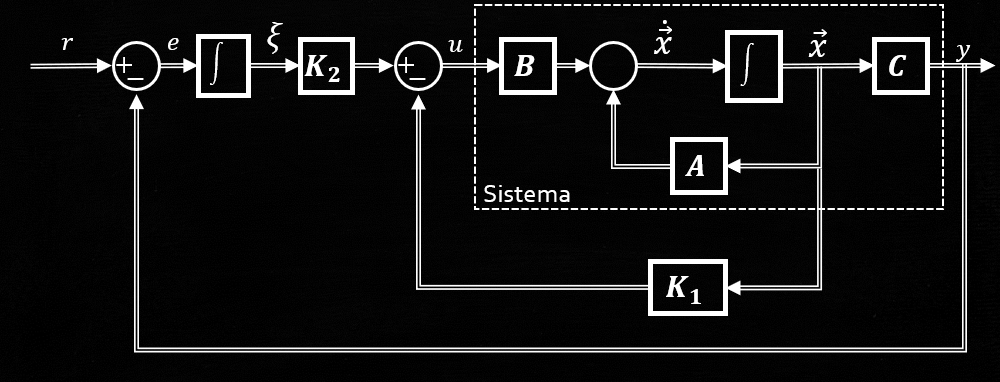 r
+
−
e
∫
ξ
K₂
+
−
u
B
ẋ⃗
∫
x⃗
C
y
A
Sistema
K₁